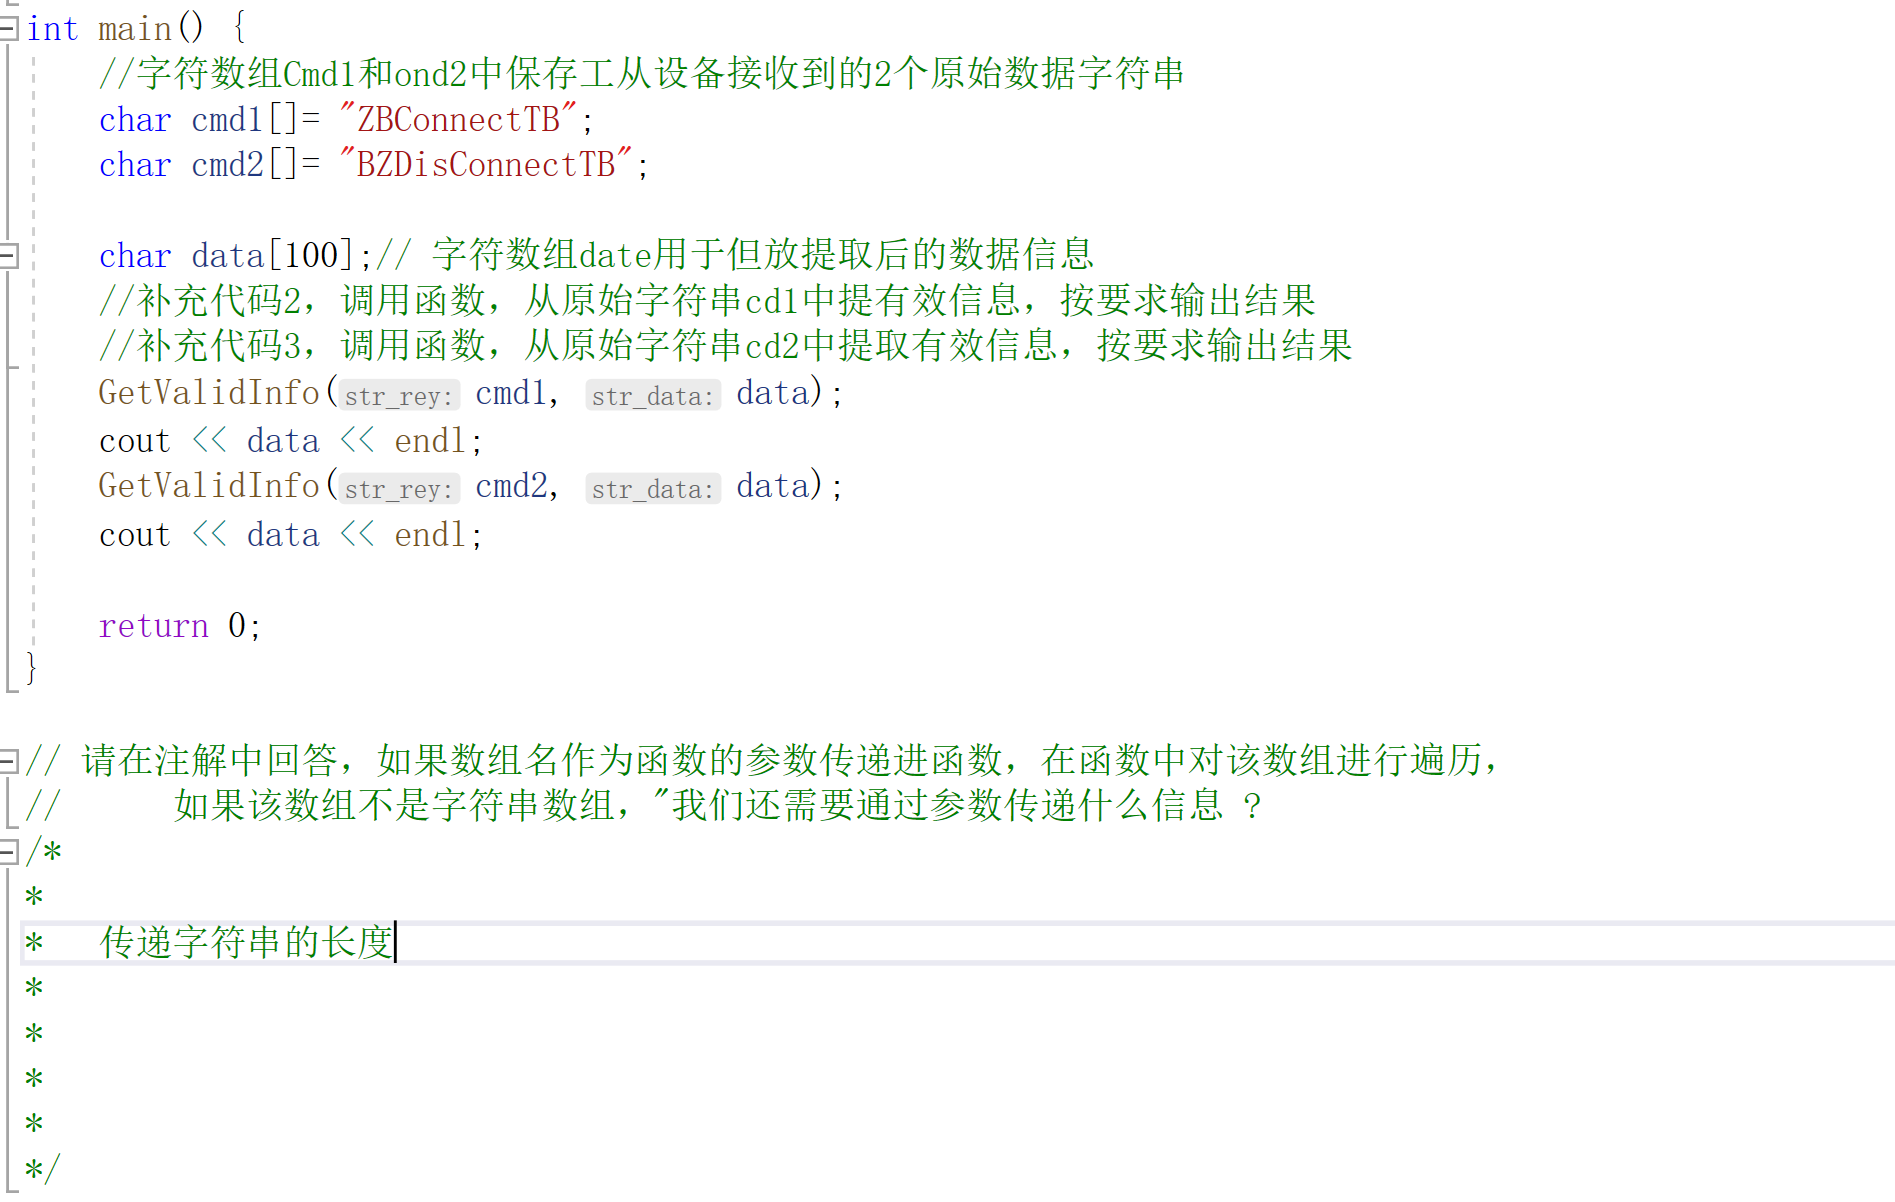 int main() {
//字符数组Cmd1和ond2中保存工从设备接收到的2个原始数据字符串
char cmd1[]= "ZBConnectTB";
char cmd2[]= "BZDisConnectTB";
char data[100];// 字符数组date用于但放提取后的数据信息
//补充代码2，调用函数，从原始字符串cd1中提有效信息，按要求输出结果
//补充代码3，调用函数，从原始字符串cd2中提取有效信息，按要求输出结果
GetValidInfo(str_rey: cmd1, str_data: data);
cout << data << endl;
GetValidInfo(str_rey: cmd2, str_data: data);
cout << data << endl;
return 0;
}
// 请在注解中回答，如果数组名作为函数的参数传递进函数，在函数中对该数组进行遍历，
// 如果该数组不是字符串数组，"我们还需要通过参数传递什么信息 ?
/*
*
* 传递字符串的长度
*
*
*
*
*/